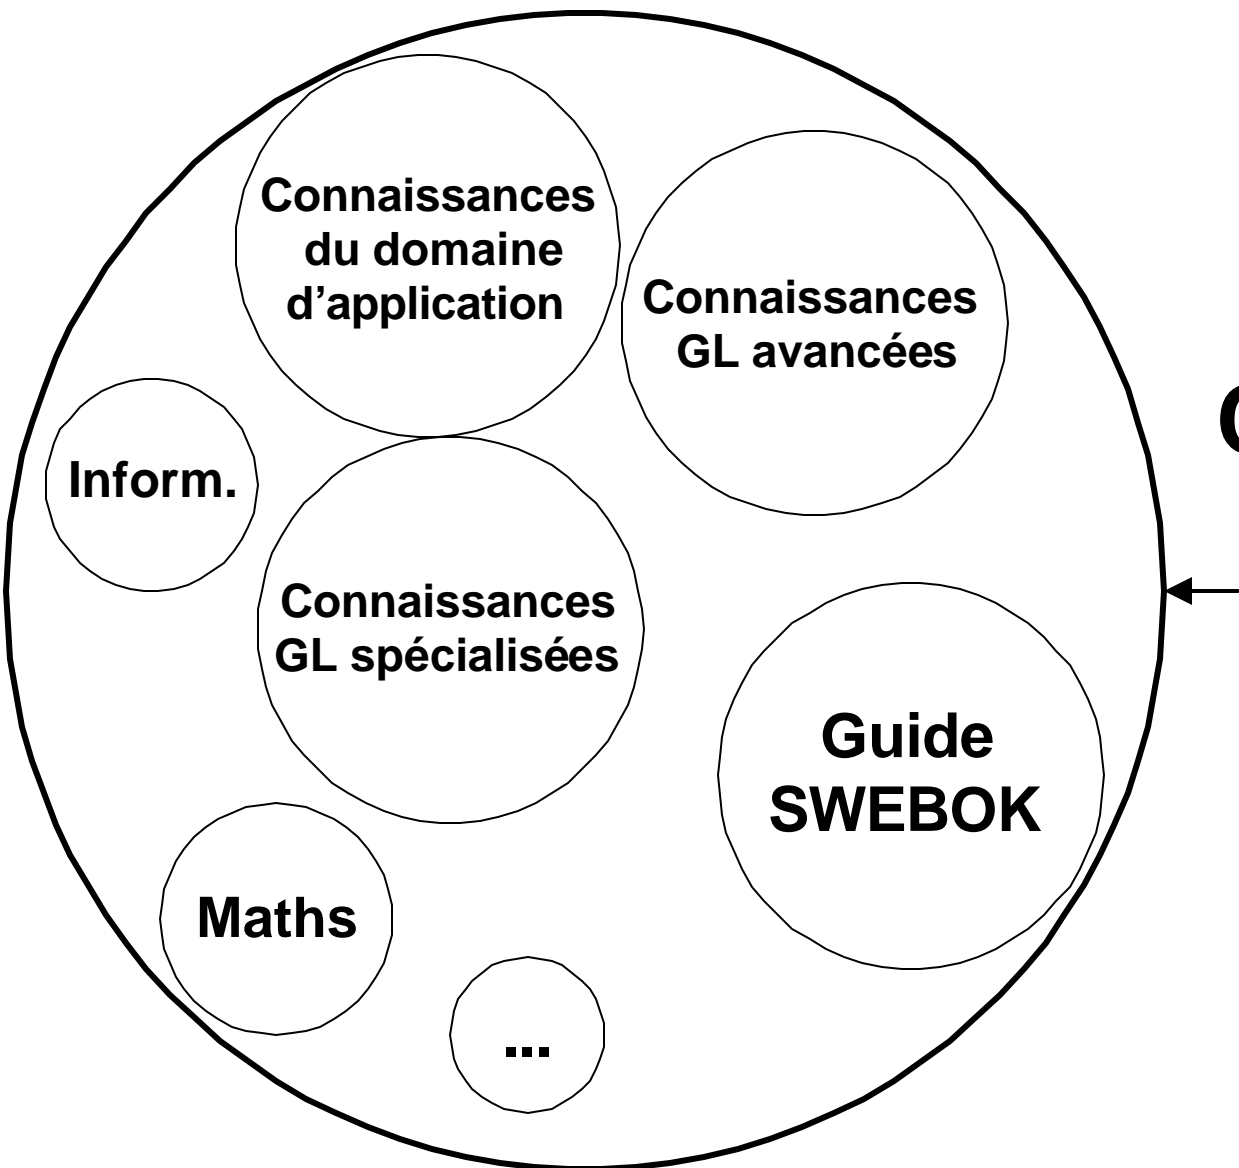 Connaissances
du domaine
d’application
Connaissances
GL avancées
Inform.
Connaissances
GL spécialisées
Guide
SWEBOK
Maths
...